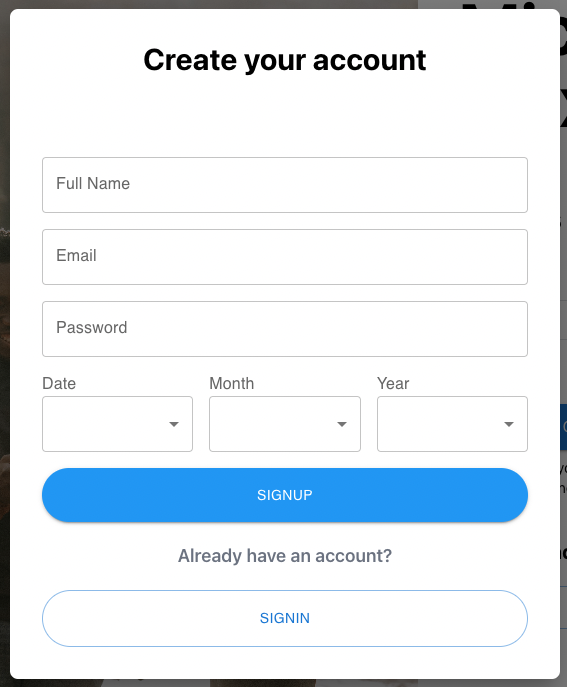 Create your account
Full Name
Email
Password
Date Month Year
SIGNUP
Already have an account?
SIGNIN